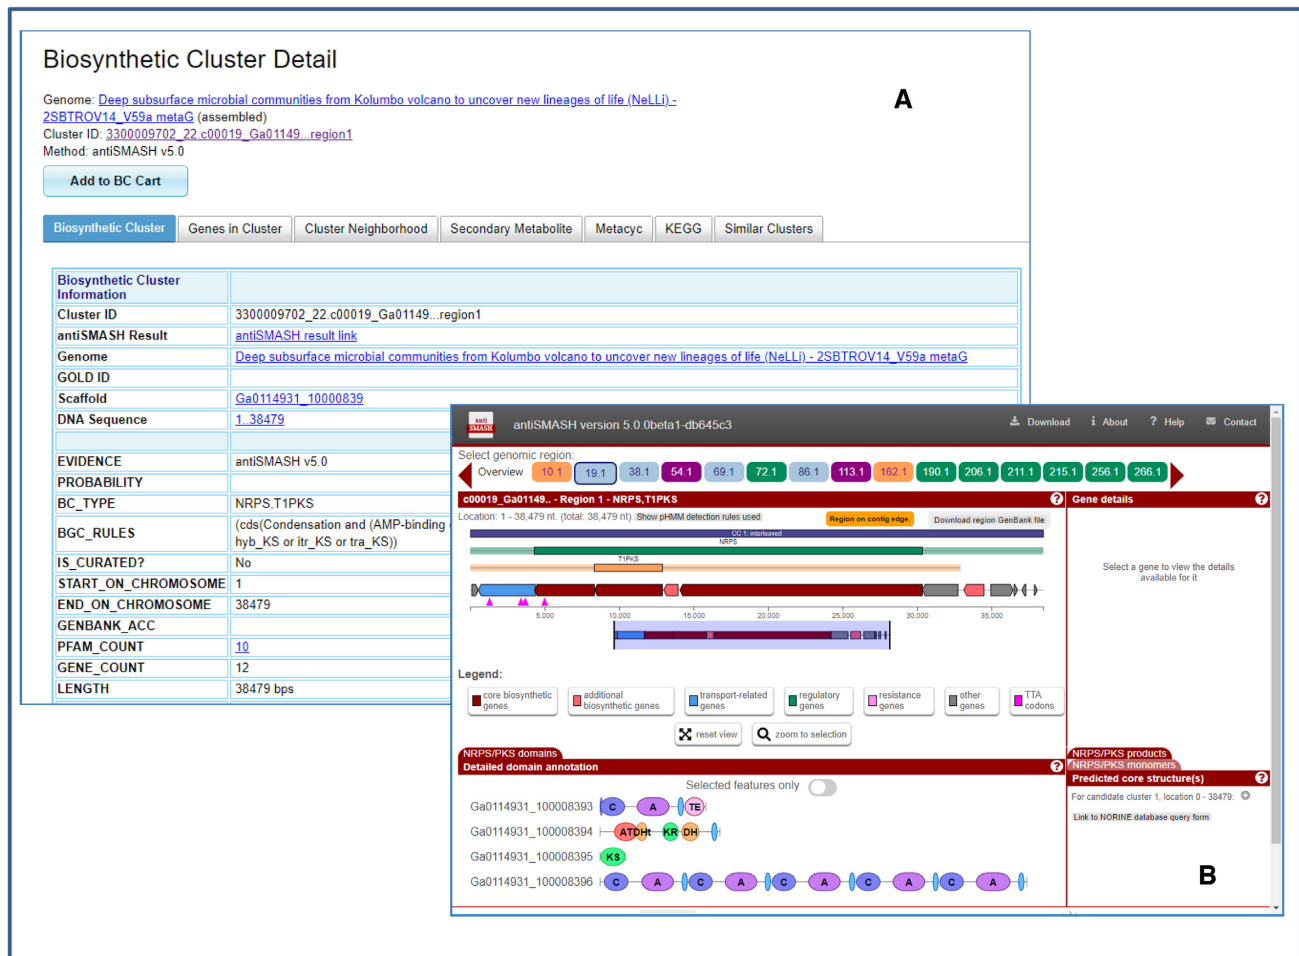 Biosynthetic Cluster Detail
A
Genome: Deep subsurface microbial communities from Kolumbo volcano to uncover new lineages of life (NeLLi) -
2SBTROV14_V59a metaG (assembled)
Cluster ID: 3300009702_22.c00019_Ga01149...region1
Method: antiSMASH v5.0
Add to BC Cart
Biosynthetic Cluster Genes in Cluster Cluster Neighborhood Secondary Metabolite Metacyc KEGG Similar Clusters
Biosynthetic Cluster
Information
Cluster ID 3300009702_22.c00019_Ga01149...region1
antiSMASH Result antiSMASH result link
Genome Deep subsurface microbial communities from Kolumbo volcano to uncover new lineages of life (NeLLi) - 2SBTROV14_V59a metaG
GOLD ID
Scaffold Ga0114931_10000839
DNA Sequence 1..38479
EVIDENCE antiSMASH v5.0
PROBABILITY
BC_TYPE NRPS,T1PKS
BGC_RULES (cds(Condensation and (AMP-binding
hyb_KS or itr_KS or tra_KS))
IS_CURATED? No
START_ON_CHROMOSOME 1
END_ON_CHROMOSOME 38479
GENBANK_ACC
PFAM_COUNT 10
GENE_COUNT 12
LENGTH 38479 bps
anti
SMASH
antiSMASH version 5.0.0beta1-db645c3
Download About Help Contact
Select genomic region:
Overview 10.1 19.1 38.1 54.1 69.1 72.1 86.1 113.1 162.1 190.1 206.1 211.1 215.1 256.1 266.1
c00019_Ga01149.. - Region 1 - NRPS,T1PKS ?
Gene details ?
Location: 1 - 38,479 nt. (total: 38,479 nt) Show pHMM detection rules used Region on contig edge. Download region GenBank file
CC 1: interleaved
NRPS
T1PKS
Select a gene to view the details
available for it
5,000 10,000 15,000 20,000 25,000 30,000 35,000
Legend:
core biosynthetic
genes
additional
biosynthetic genes
transport-related
genes
regulatory
genes
resistance
genes
other
genes
TTA
codons
reset view zoom to selection
NRPS/PKS domains
Detailed domain annotation ?
Selected features only
Ga0114931_100008393 C A TE
Ga0114931_100008394 AT DHt KR DH
Ga0114931_100008395 KS
Ga0114931_100008396 C A C A C A C A C A
NRPS/PKS products
NRPS/PKS monomers
Predicted core structure(s) ?
For candidate cluster 1, location 0 - 38479:
Link to NORINE database query form
B